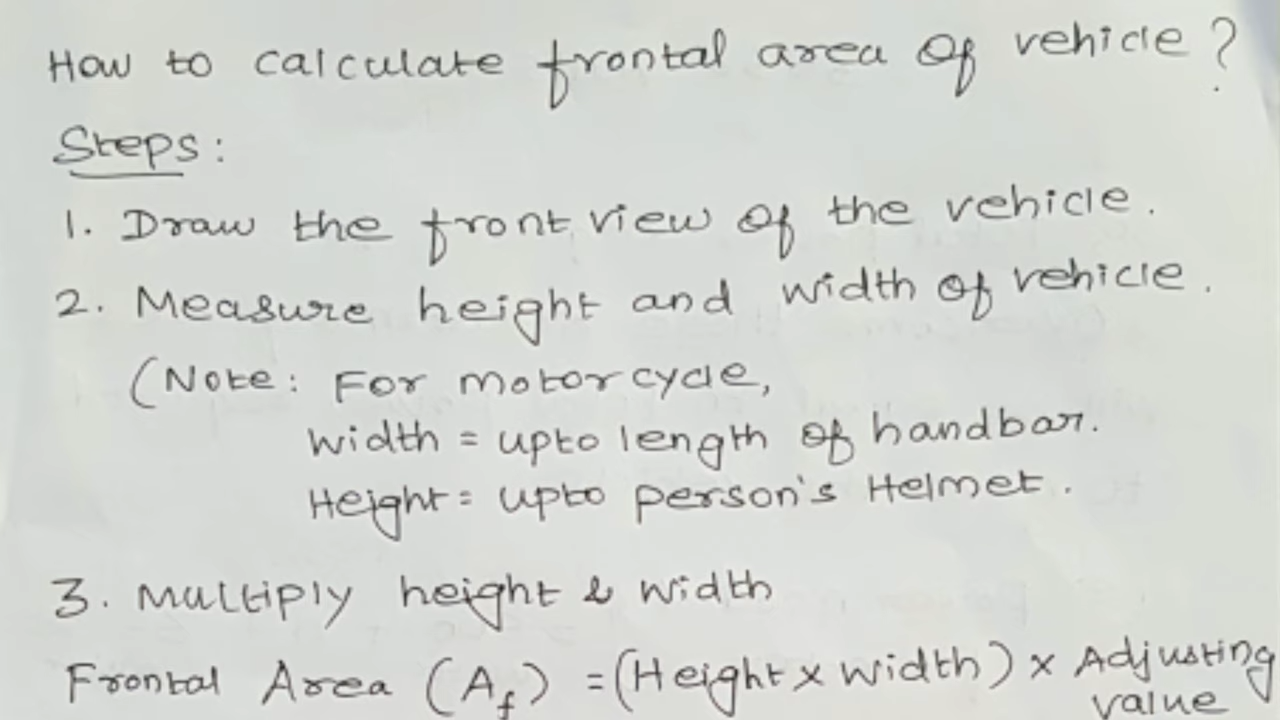 How to calculate frontal area of vehicle?
Steps:
1. Draw the front view of the vehicle.
2. Measure height and width of vehicle.
(Note: For motorcycle,
width = upto length of handbar.
Height = upto person's Helmet.
3. Multiply height & width
Frontal Area (Af) = (Height x width) x Adjusting
value